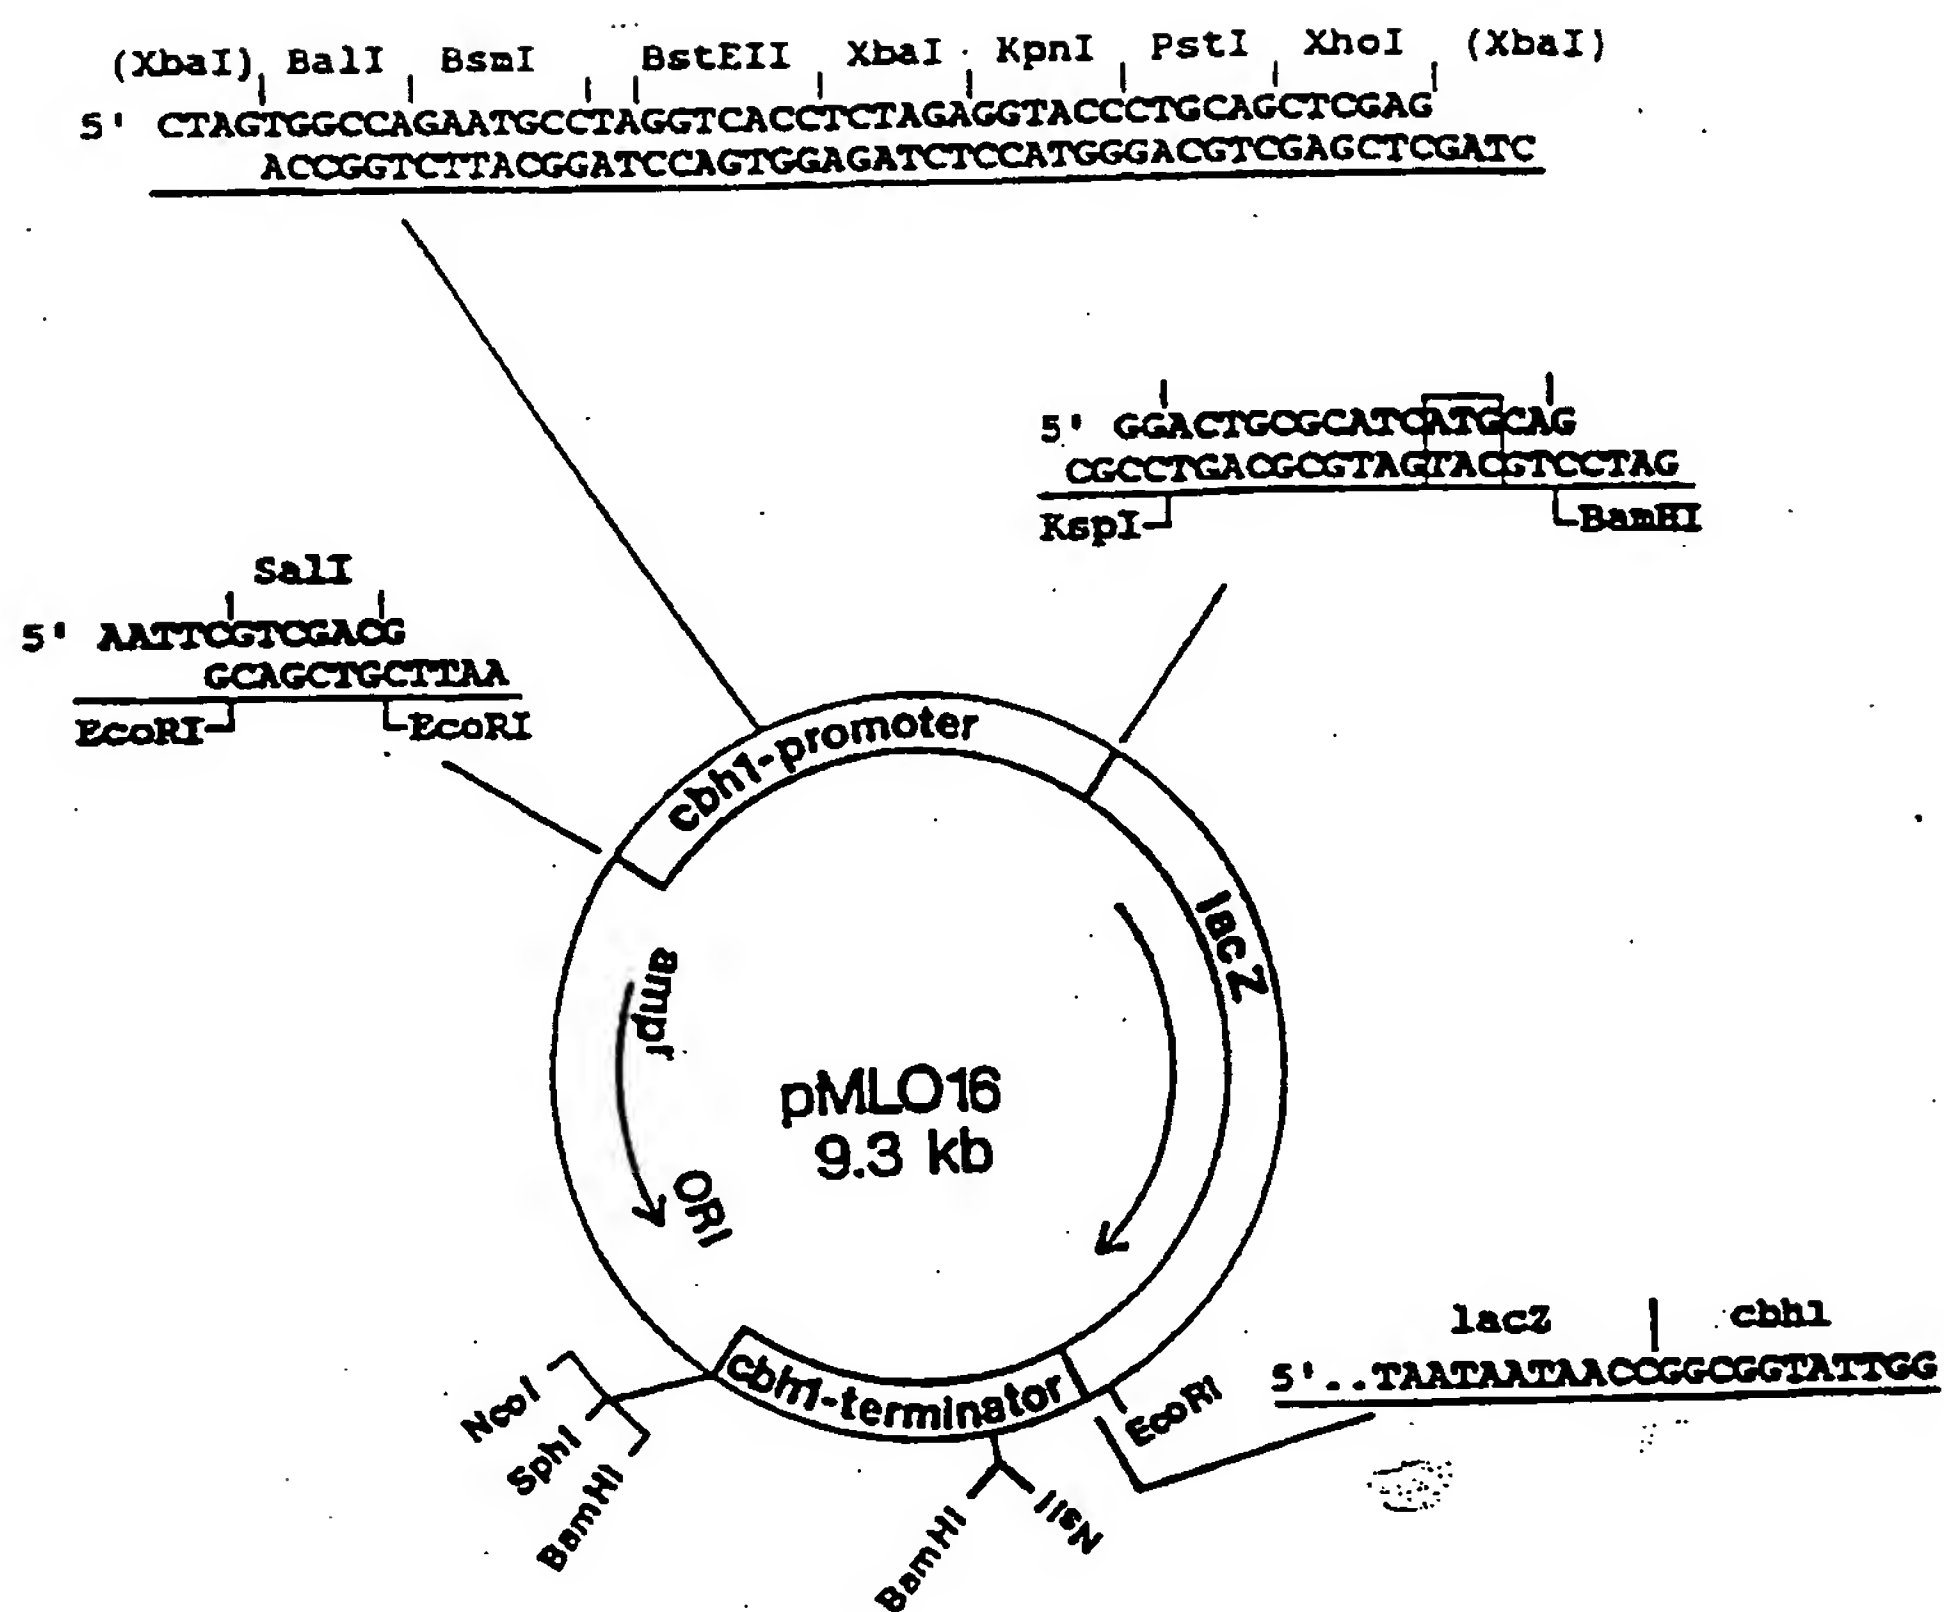 (XbaI) BalI BsmI BstEII XbaI KpnI PstI XhoI (XbaI)
5' CTAGTGGCCAGAATGCCTAGGTCACCTCTAGAGGTACCCTGCAGCTCGAG
ACCGGTCTTACGGATCCAGTGGAGATCTCCATGGGACGTCGAGCTCGATC
5' GGACTGCGCATCATGCAG
CGCCTGACGCGTAGTACGTCCTAG
KspI BamHI
SalI
5' AATTCGTCGACG
GCAGCTGCTTAA
EcoRI EcoRI
cbh1-promoter
lacZ
ampr
ORI
pMLO16
9.3 kb
lacZ | cbh1
5'..TAATAATAACCGGCGGTATTGG
cbh1-terminator
EcoRI
NcoI
SphI
BamHI
BamHI
NsiI